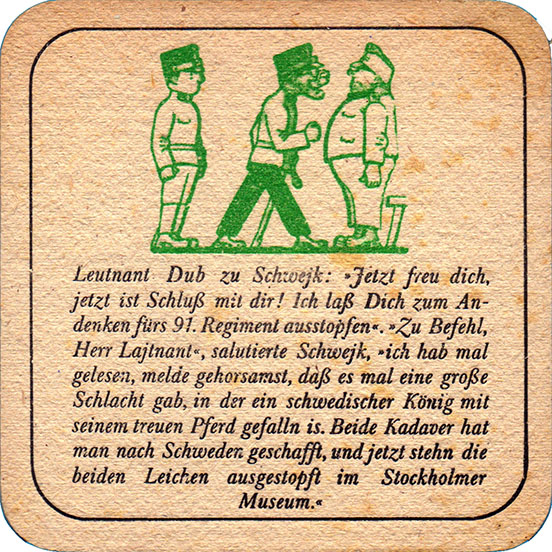 Leutnant Dub zu Schwejk: »Jetzt freu dich,
jetzt ist Schluß mit dir! Ich laß Dich zum An-
denken fürs 91. Regiment ausstopfen«. »Zu Befehl,
Herr Lajtnant«, salutierte Schwejk, »ich hab mal
gelesen, melde gehorsamst, daß es mal eine große
Schlacht gab, in der ein schwedischer König mit
seinem treuen Pferd gefalln is. Beide Kadaver hat
man nach Schweden geschafft, und jetzt stehn die
beiden Leichen ausgestopft im Stockholmer
Museum.«